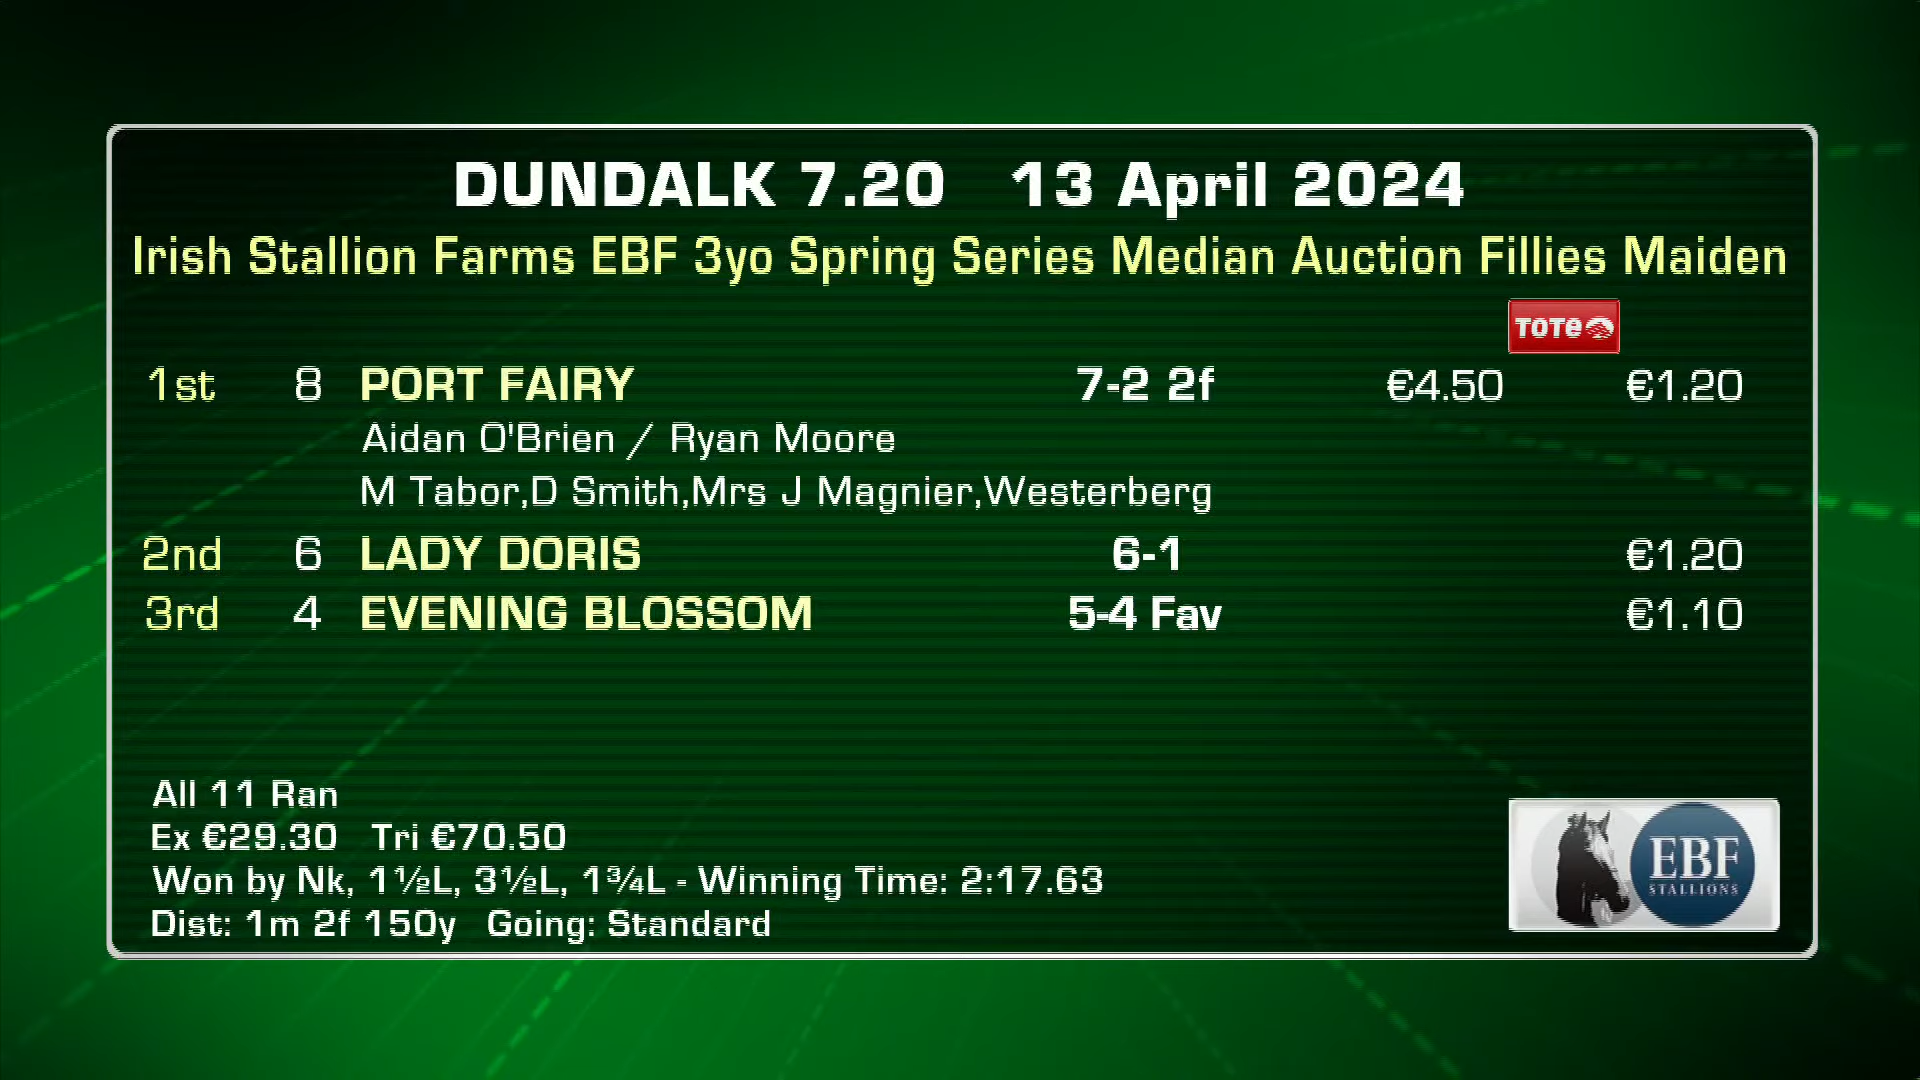 DUNDALK 7.20 13 April 2024
Irish Stallion Farms EBF 3yo Spring Series Median Auction Fillies Maiden
TOTE
1st 8 PORT FAIRY 7-2 2f €4.50 €1.20
Aidan O'Brien / Ryan Moore
M Tabor,D Smith,Mrs J Magnier,Westerberg
2nd 6 LADY DORIS 6-1 €1.20
3rd 4 EVENING BLOSSOM 5-4 Fav €1.10
All 11 Ran
Ex €29.30 Tri €70.50
Won by Nk, 1½L, 3½L, 1¾L - Winning Time: 2:17.63
Dist: 1m 2f 150y Going: Standard
EBF
STALLIONS